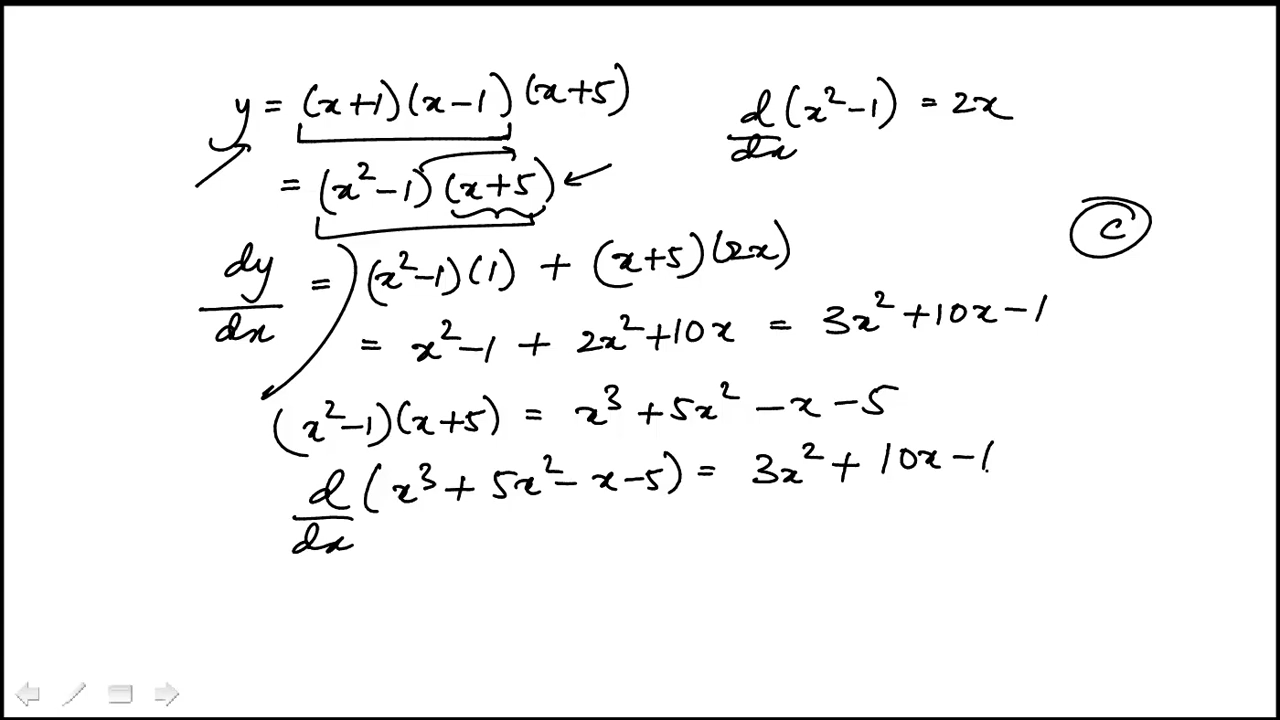 y = (x+1)(x-1)(x+5)
d/dx (x²-1) = 2x
= (x²-1)(x+5)
C
dy/dx = (x²-1)(1) + (x+5)(2x)
= x²-1 + 2x²+10x = 3x²+10x-1
(x²-1)(x+5) = x³+5x²-x-5
d/dx (x³+5x²-x-5) = 3x²+10x-1